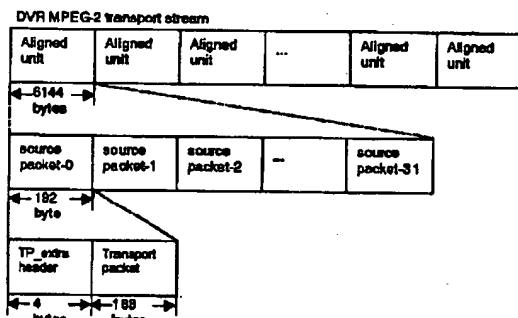 DVR MPEG-2 transport stream
Aligned unit
Aligned unit
Aligned unit
...
Aligned unit
Aligned unit
6144 bytes
source packet-0
source packet-1
source packet-2
...
source packet-31
192 byte
TP_extra header
Transport packet
4 bytes
188 bytes